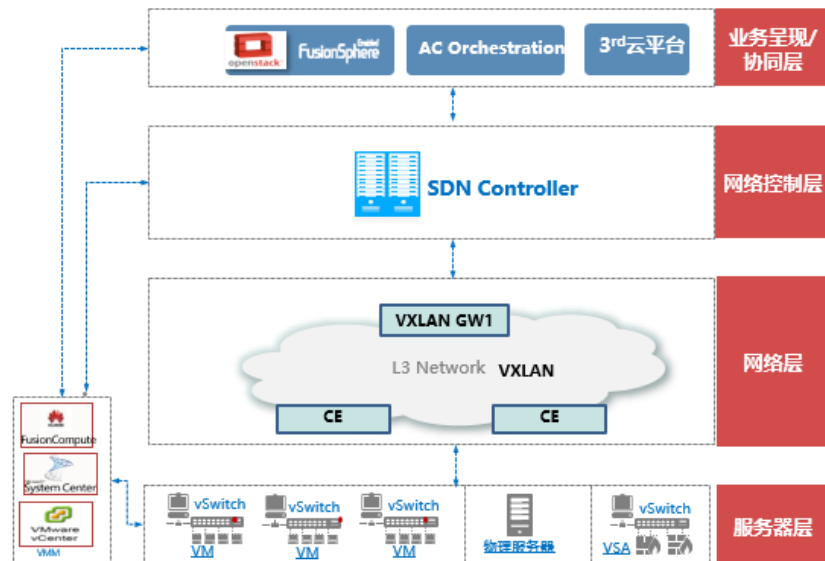 openstack
FusionSphere
Enabled
AC Orchestration
3rd云平台
业务呈现/
协同层
SDN Controller
网络控制层
VXLAN GW1
L3 Network VXLAN
CE
CE
网络层
HUAWEI
FusionCompute
Microsoft
System Center
VMware
vCenter
VMM
vSwitch
VM
vSwitch
VM
vSwitch
VM
物理服务器
vSwitch
VSA
服务器层